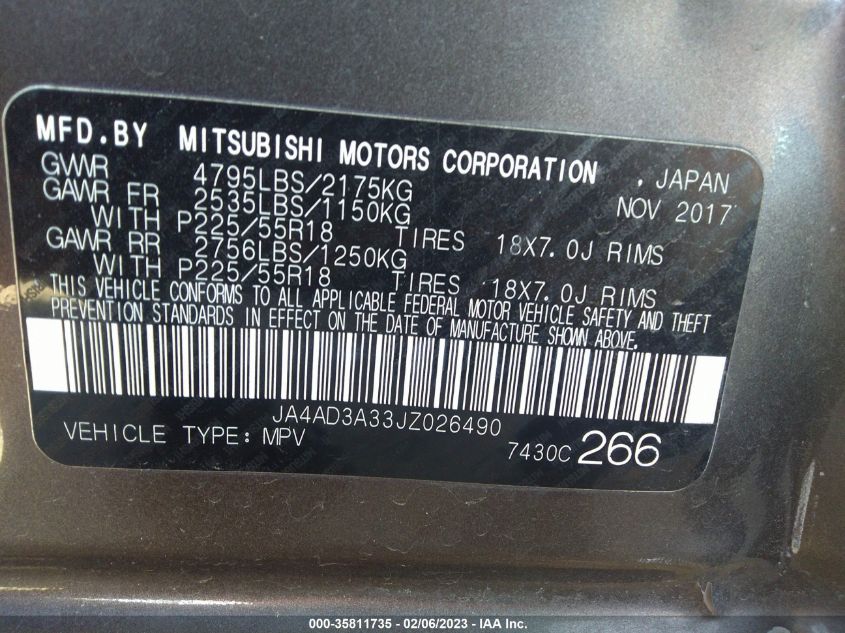 MFD.BY MITSUBISHI MOTORS CORPORATION , JAPAN
GVWR 4795LBS/2175KG NOV 2017
GAWR FR 2535LBS/1150KG
WITH P225/55R18 TIRES 18X7.0J RIMS
GAWR RR 2756LBS/1250KG
WITH P225/55R18 TIRES 18X7.0J RIMS
THIS VEHICLE CONFORMS TO ALL APPLICABLE FEDERAL MOTOR VEHICLE SAFETY AND THEFT
PREVENTION STANDARDS IN EFFECT ON THE DATE OF MANUFACTURE SHOWN ABOVE.
JA4AD3A33JZ026490
VEHICLE TYPE: MPV 7430C 266
000-35811735 - 02/06/2023 - IAA Inc.